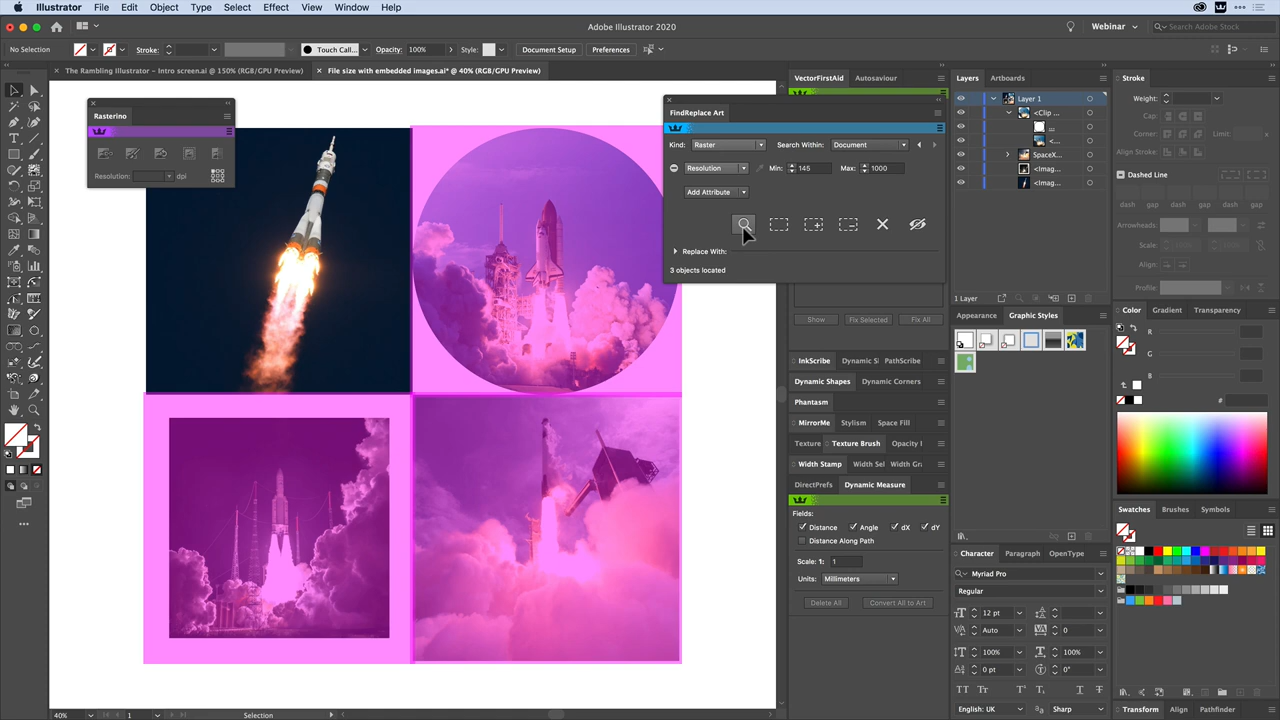 Illustrator File Edit Object Type Select Effect View Window Help
Adobe Illustrator 2020
Webinar
Search Adobe Stock
No Selection Stroke: Touch Call... Opacity: 100% Style: Document Setup Preferences
The Rambling Illustrator – Intro screen.ai @ 150% (RGB/GPU Preview) File size with embedded images.ai* @ 40% (RGB/GPU Preview)
Rasterino
Resolution: dpi
VectorFirstAid Autosaviour
FindReplace Art
Kind: Raster Search Within: Document
Resolution Min: 145 Max: 1000
Add Attribute
Replace With:
3 objects located
Show Fix Selected Fix All
InkScribe Dynamic S PathScribe
Dynamic Shapes Dynamic Corners
Phantasm
MirrorMe Stylism Space Fill
Texture Texture Brush Opacity
Width Stamp Width Sel Width Gr
DirectPrefs Dynamic Measure
Fields:
Distance Angle dX dY
Distance Along Path
Scale: 1: 1
Units: Millimeters
Delete All Convert All to Art
Layers Artboards
Layer 1
<Clip ...
...
<...
SpaceX...
<Imag...
<Imag...
1 Layer
Appearance Graphic Styles
Stroke
Weight:
Cap:
Corner: Limit:
Align Stroke:
Dashed Line
dash gap dash gap dash gap
Arrowheads:
Scale:
Align:
Profile:
Color Gradient Transparency
R
G
B
#
Swatches Brushes Symbols
Character Paragraph OpenType
Myriad Pro
Regular
12 pt
Auto 0
100% 100%
0 pt 0°
English: UK Sharp
Transform Align Pathfinder
40% 1 Selection